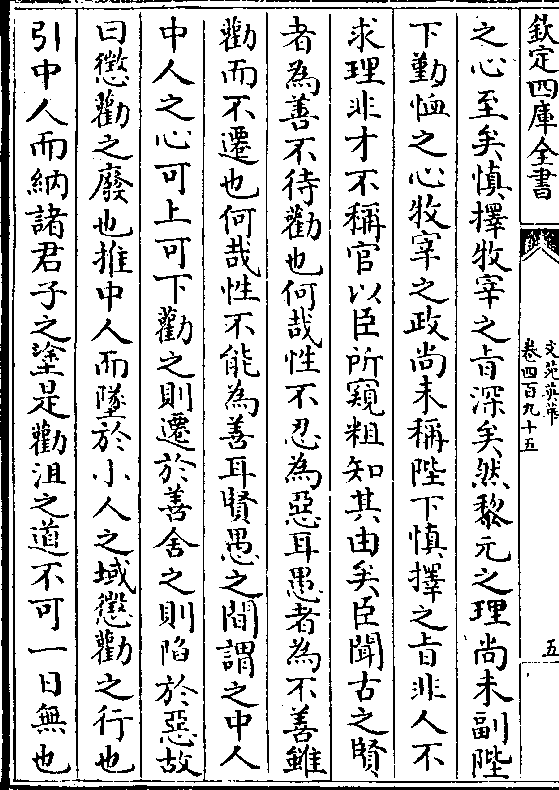 欽定四庫全書
文苑英華
卷四百九十五
五
之心至矣慎擇牧宰之旨深矣然黎元之理尚未副陛
下勤恤之心牧宰之政尚未稱陛下慎擇之旨非人不
求理非才不稱官以臣所窺粗知其由矣臣聞古之賢
者為善不待勸也何哉性不忍為惡耳愚者為不善雖
勸而不遷也何哉性不能為善耳賢愚之間謂之中人
中人之心可上可下勸之則遷於善舍之則陷於惡故
曰懲勸之廢也推中人而墜於小人之域懲勸之行也
引中人而納諸君子之塗是勸沮之道不可一日無也